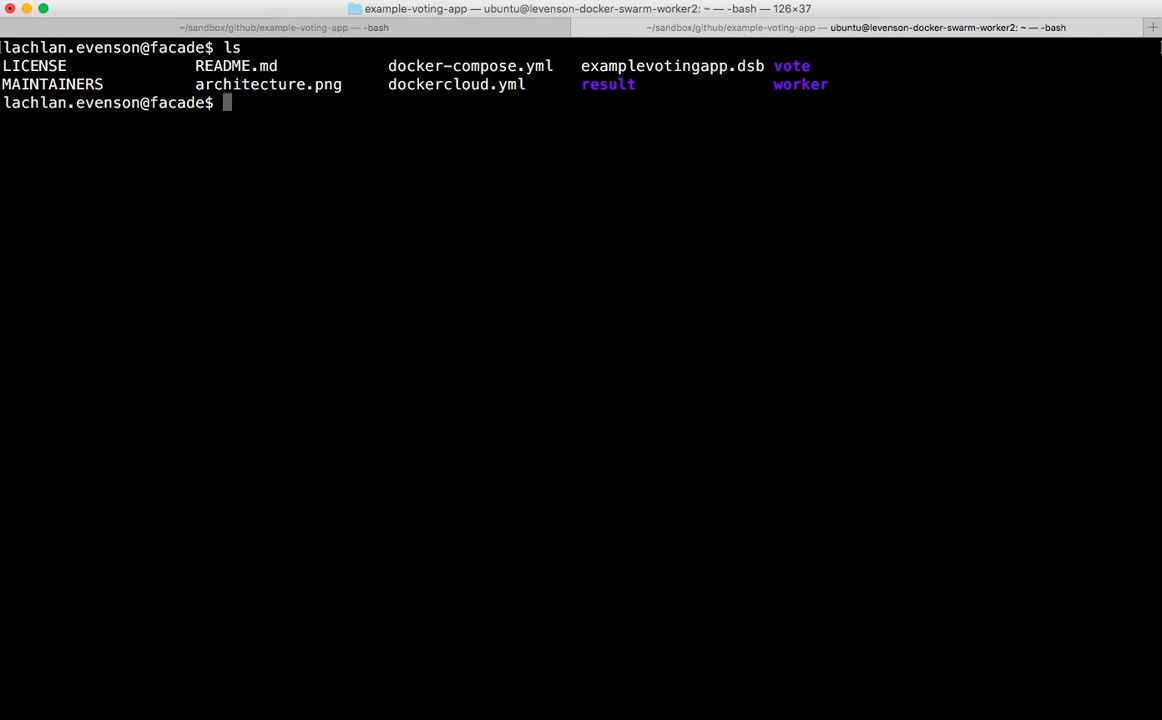 example-voting-app — ubuntu@levenson-docker-swarm-worker2: ~ — -bash — 126×37
~/sandbox/github/example-voting-app — -bash
~/sandbox/github/example-voting-app — ubuntu@levenson-docker-swarm-worker2: ~ — -bash
+
[lachlan.evenson@facade$ ls
LICENSE README.md docker-compose.yml examplevotingapp.dsb vote
MAINTAINERS architecture.png dockercloud.yml result worker
lachlan.evenson@facade$